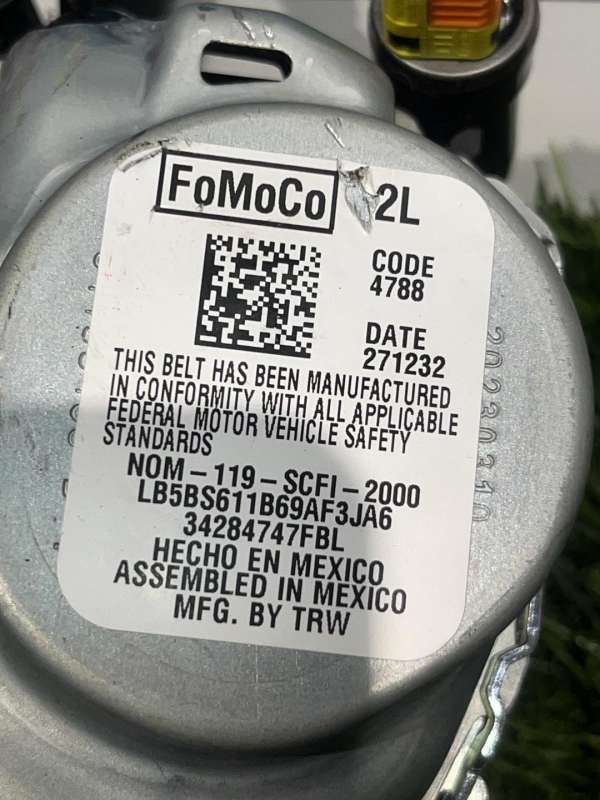 FoMoCo 2L
CODE
4788
DATE
271232
THIS BELT HAS BEEN MANUFACTURED
IN CONFORMITY WITH ALL APPLICABLE
FEDERAL MOTOR VEHICLE SAFETY
STANDARDS
NOM-119-SCFI-2000
LB5BS611B69AF3JA6
34284747FBL
HECHO EN MEXICO
ASSEMBLED IN MEXICO
MFG. BY TRW
20230310